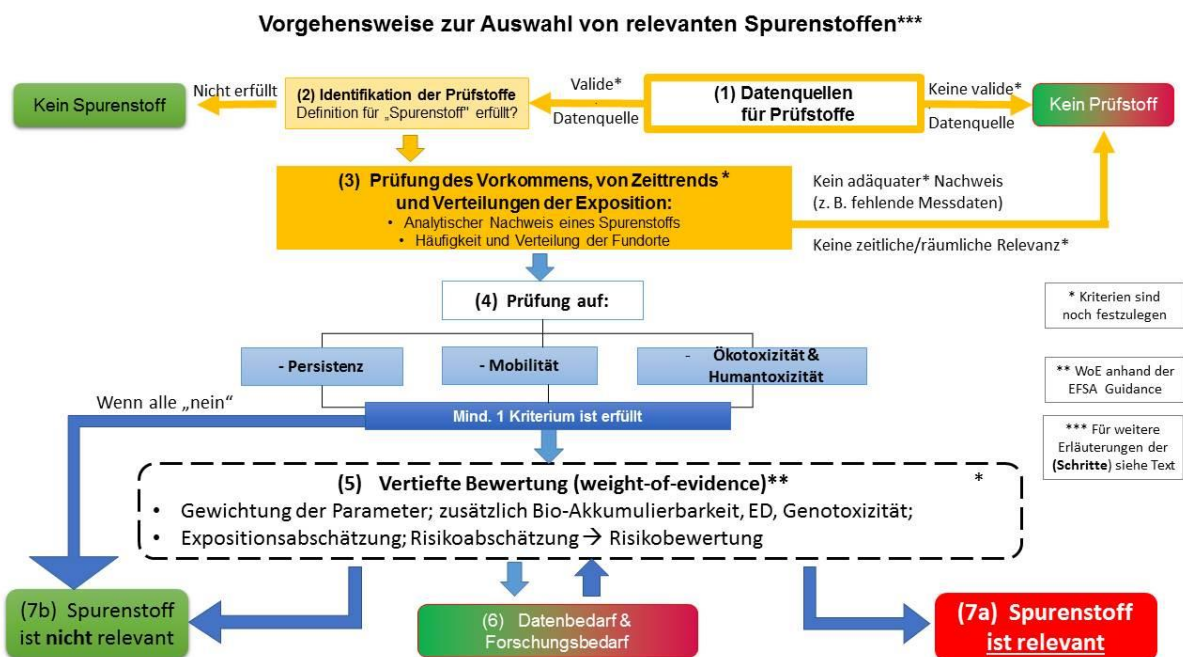 Vorgehensweise zur Auswahl von relevanten Spurenstoffen***
Kein Spurenstoff
Nicht erfüllt
(2) Identifikation der Prüfstoffe
Definition für „Spurenstoff" erfüllt?
Valide*
Datenquelle
(1) Datenquellen
für Prüfstoffe
Keine valide*
Datenquelle
Kein Prüfstoff
(3) Prüfung des Vorkommens, von Zeittrends *
und Verteilungen der Exposition:
• Analytischer Nachweis eines Spurenstoffs
• Häufigkeit und Verteilung der Fundorte
Kein adäquater* Nachweis
(z. B. fehlende Messdaten)
Keine zeitliche/räumliche Relevanz*
(4) Prüfung auf:
- Persistenz
- Mobilität
- Ökotoxizität &
Humantoxizität
* Kriterien sind
noch festzulegen
** WoE anhand der
EFSA Guidance
*** Für weitere
Erläuterungen der
(Schritte) siehe Text
Wenn alle „nein"
Mind. 1 Kriterium ist erfüllt
(5) Vertiefte Bewertung (weight-of-evidence)** *
• Gewichtung der Parameter; zusätzlich Bio-Akkumulierbarkeit, ED, Genotoxizität;
• Expositionsabschätzung; Risikoabschätzung → Risikobewertung
(7b) Spurenstoff
ist nicht relevant
(6) Datenbedarf &
Forschungsbedarf
(7a) Spurenstoff
ist relevant